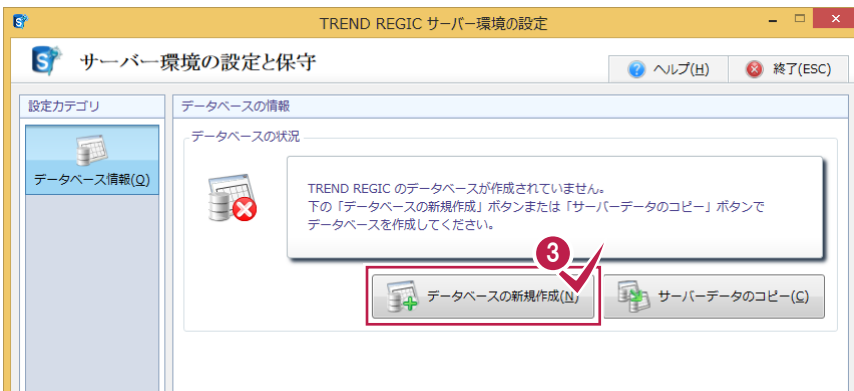 TREND REGIC サーバー環境の設定
サーバー環境の設定と保守
ヘルプ(H)
終了(ESC)
設定カテゴリ
データベース情報(Q)
データベースの情報
データベースの状況
TREND REGIC のデータベースが作成されていません。
下の「データベースの新規作成」ボタンまたは「サーバーデータのコピー」ボタンで
データベースを作成してください。
3
データベースの新規作成(N)
サーバーデータのコピー(C)